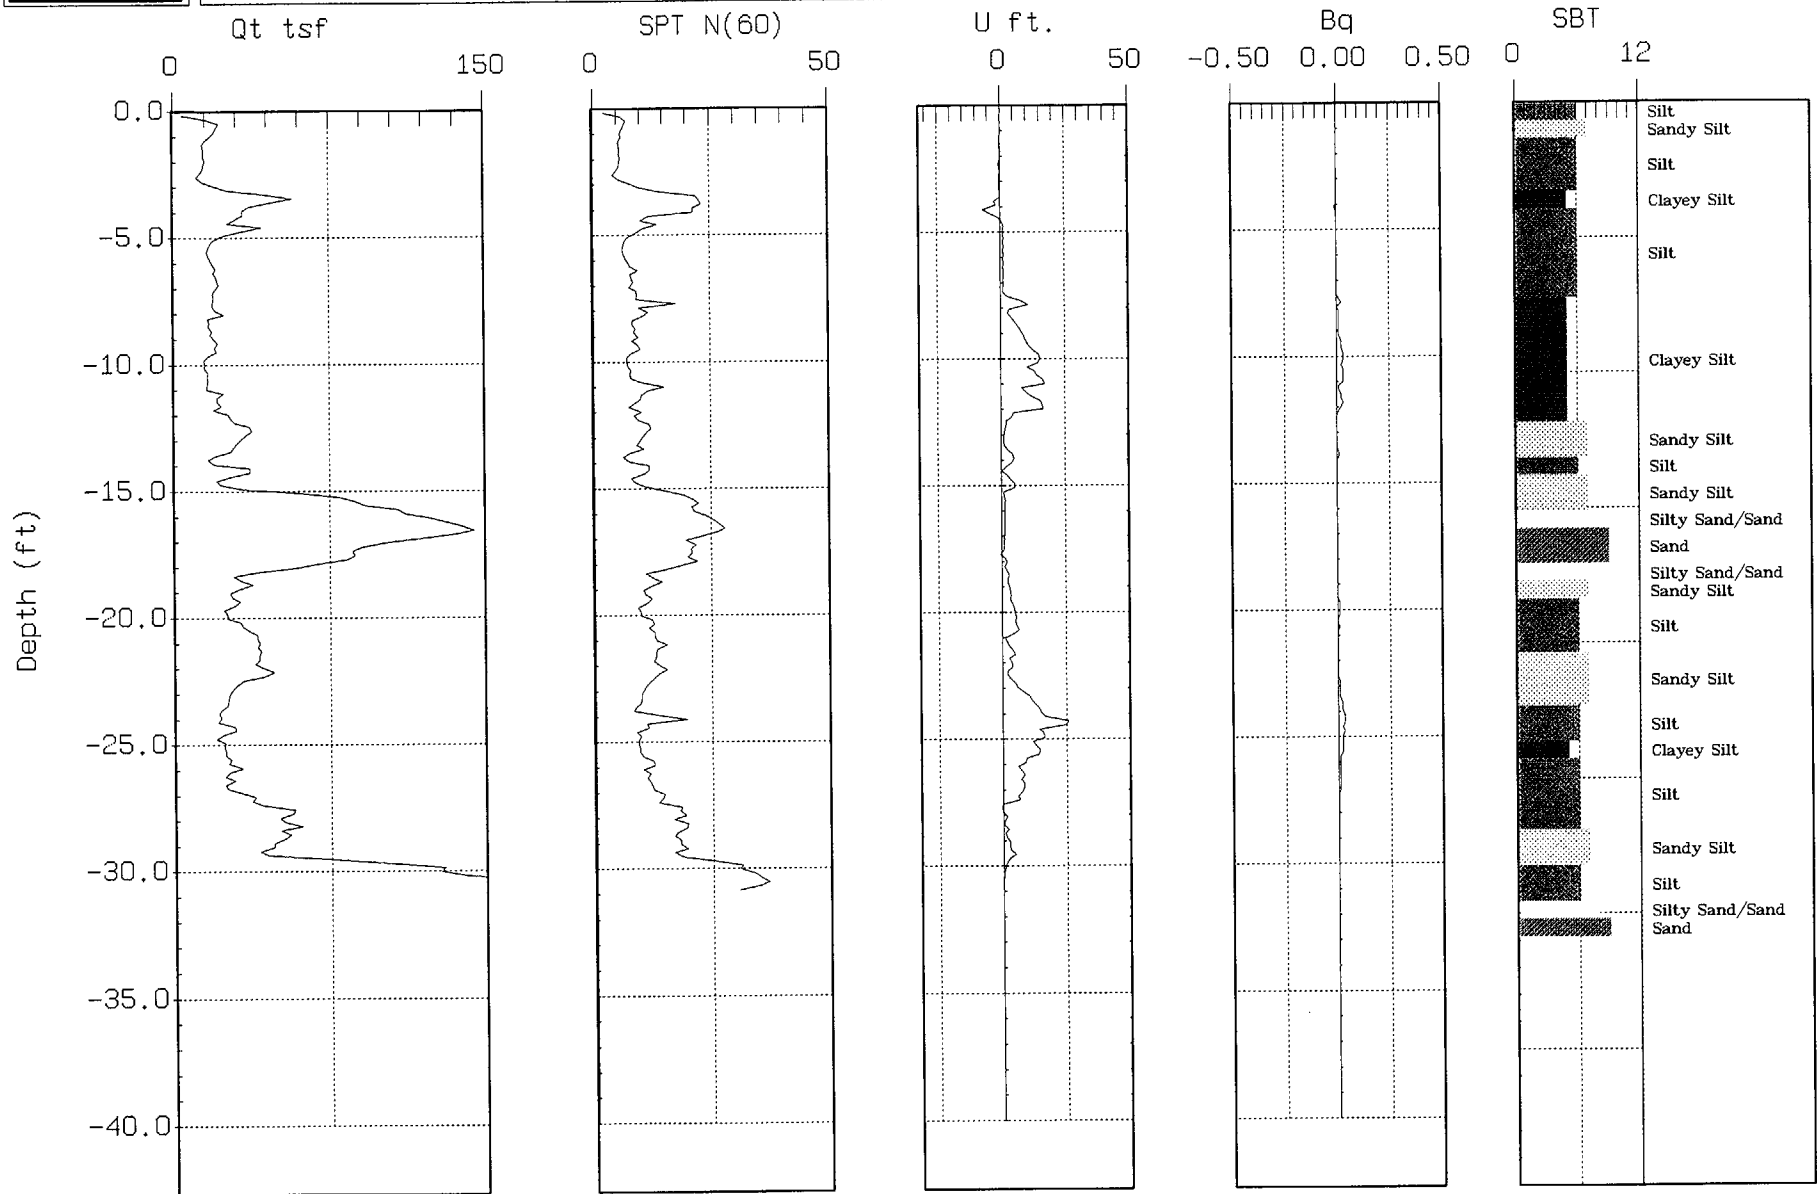 Qt tsf
SPT N(60)
U ft.
Bq
SBT
0 150
0 50
0 50
-0.50 0.00 0.50
0 12
0.0
-5.0
-10.0
-15.0
-20.0
-25.0
-30.0
-35.0
-40.0
Depth (ft)
Silt
Sandy Silt
Silt
Clayey Silt
Silt
Clayey Silt
Sandy Silt
Silt
Sandy Silt
Silty Sand/Sand
Sand
Silty Sand/Sand
Sandy Silt
Silt
Sandy Silt
Silt
Clayey Silt
Silt
Sandy Silt
Silt
Silty Sand/Sand
Sand